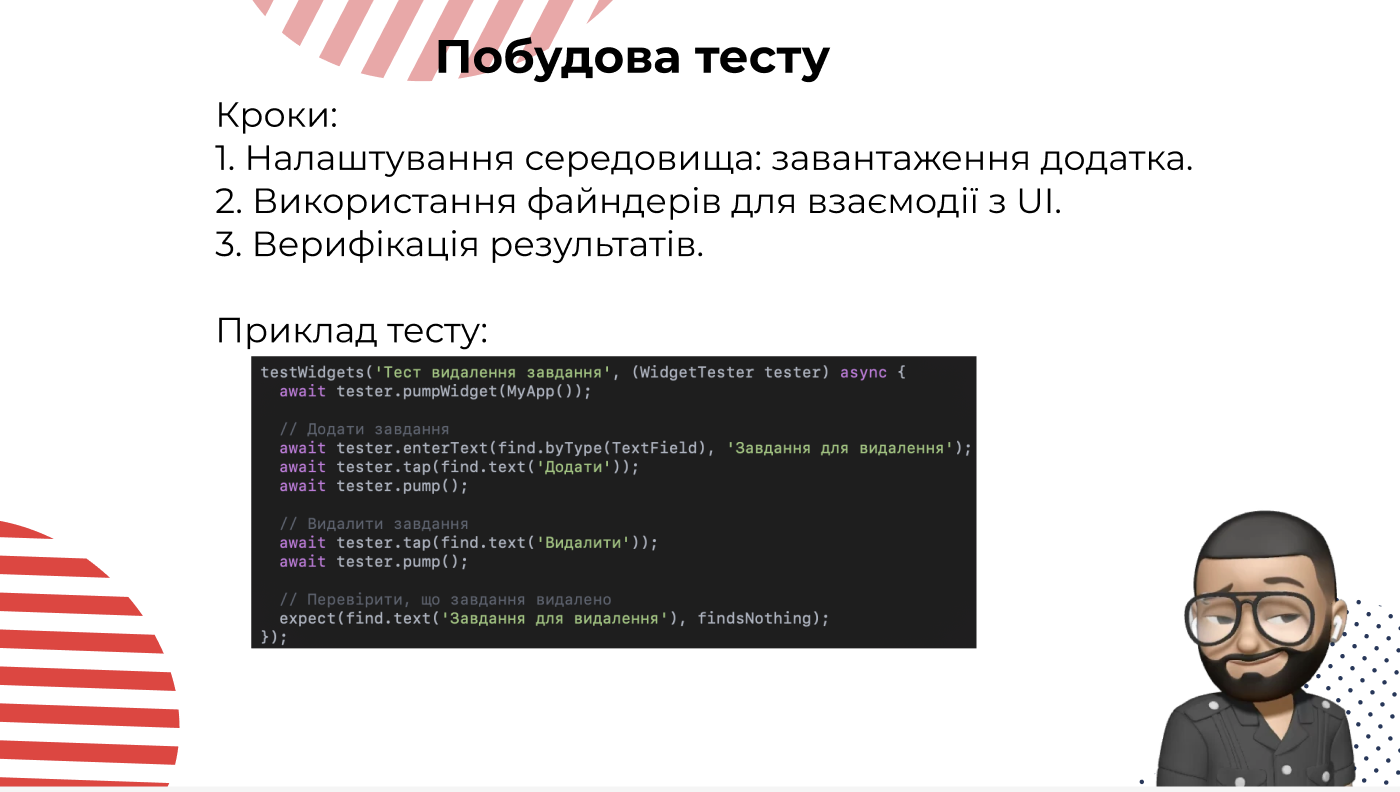 Побудова тесту
Кроки:
1. Налаштування середовища: завантаження додатка.
2. Використання файндерів для взаємодії з UI.
3. Верифікація результатів.
Приклад тесту:
testWidgets('Тест видалення завдання', (WidgetTester tester) async {
  await tester.pumpWidget(MyApp());
  // Додати завдання
  await tester.enterText(find.byType(TextField), 'Завдання для видалення');
  await tester.tap(find.text('Додати'));
  await tester.pump();
  // Видалити завдання
  await tester.tap(find.text('Видалити'));
  await tester.pump();
  // Перевірити, що завдання видалено
  expect(find.text('Завдання для видалення'), findsNothing);
});